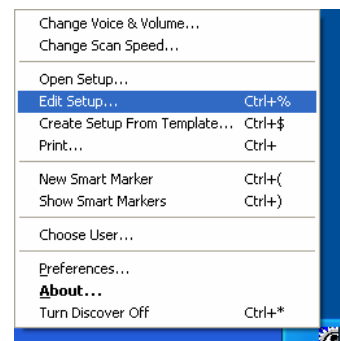 Change Voice & Volume...
Change Scan Speed...
Open Setup...
Edit Setup... Ctrl+%
Create Setup From Template... Ctrl+$
Print... Ctrl+
New Smart Marker Ctrl+(
Show Smart Markers Ctrl+)
Choose User...
Preferences...
About...
Turn Discover Off Ctrl+*